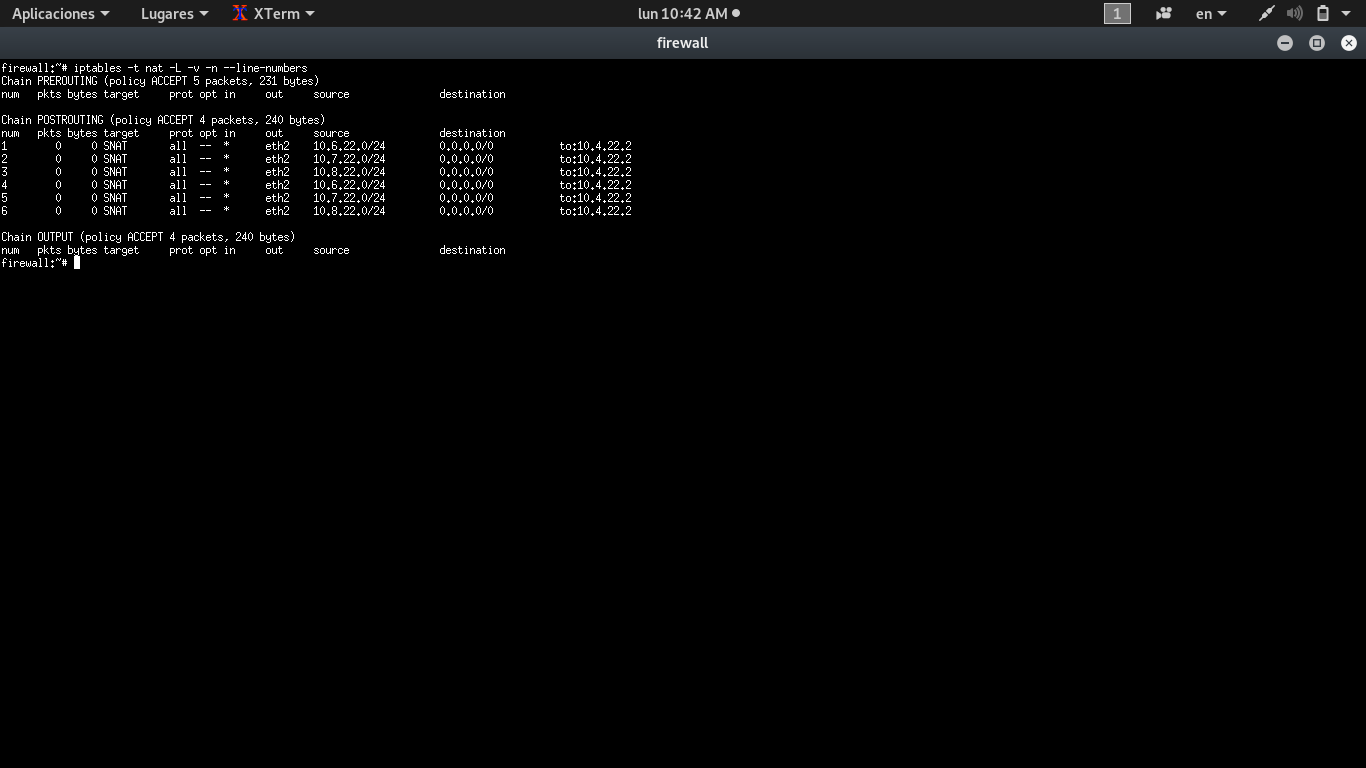 Aplicaciones Lugares XTerm lun 10:42 AM 1 en
firewall
firewall:~# iptables -t nat -L -v -n --line-numbers
Chain PREROUTING (policy ACCEPT 5 packets, 231 bytes)
num pkts bytes target prot opt in out source destination
Chain POSTROUTING (policy ACCEPT 4 packets, 240 bytes)
num pkts bytes target prot opt in out source destination
1 0 0 SNAT all -- * eth2 10.6.22.0/24 0.0.0.0/0 to:10.4.22.2
2 0 0 SNAT all -- * eth2 10.7.22.0/24 0.0.0.0/0 to:10.4.22.2
3 0 0 SNAT all -- * eth2 10.8.22.0/24 0.0.0.0/0 to:10.4.22.2
4 0 0 SNAT all -- * eth2 10.6.22.0/24 0.0.0.0/0 to:10.4.22.2
5 0 0 SNAT all -- * eth2 10.7.22.0/24 0.0.0.0/0 to:10.4.22.2
6 0 0 SNAT all -- * eth2 10.8.22.0/24 0.0.0.0/0 to:10.4.22.2
Chain OUTPUT (policy ACCEPT 4 packets, 240 bytes)
num pkts bytes target prot opt in out source destination
firewall:~#